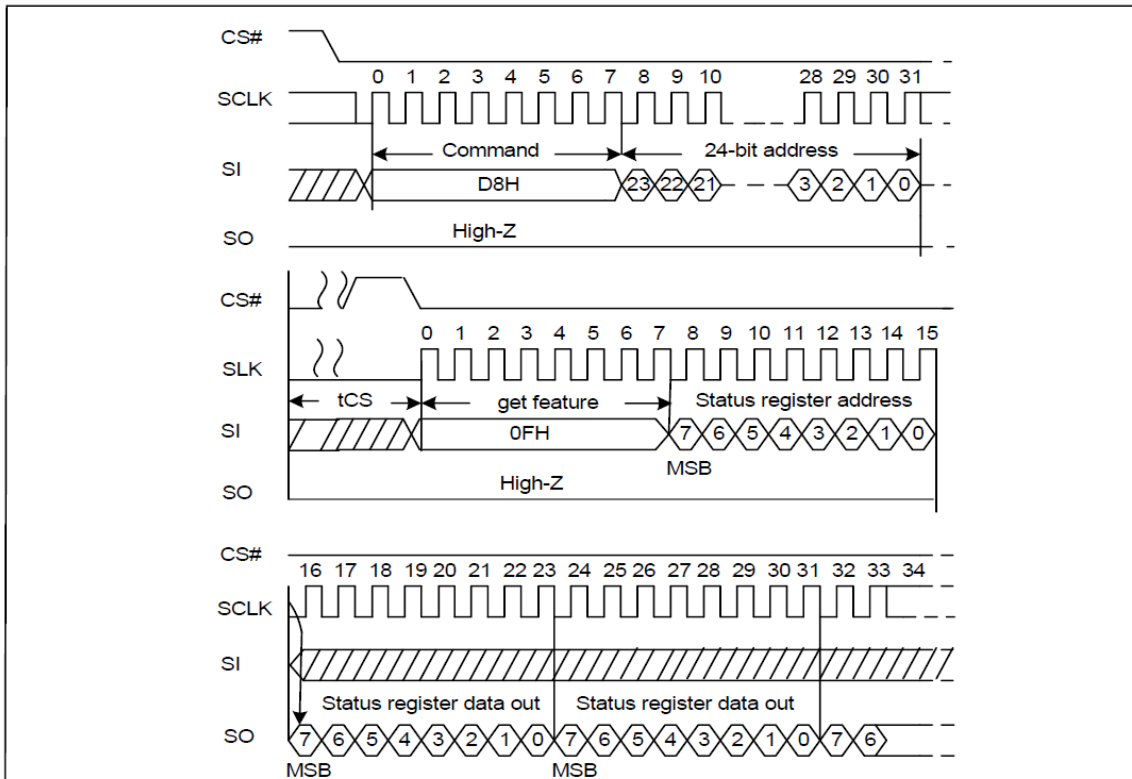 CS#
0 1 2 3 4 5 6 7 8 9 10 28 29 30 31
SCLK
Command 24-bit address
SI
D8H 23 22 21 3 2 1 0
High-Z
SO
CS#
0 1 2 3 4 5 6 7 8 9 10 11 12 13 14 15
SLK
tCS get feature Status register address
SI
0FH 7 6 5 4 3 2 1 0
MSB
High-Z
SO
CS#
16 17 18 19 20 21 22 23 24 25 26 27 28 29 30 31 32 33 34
SCLK
SI
Status register data out Status register data out
SO 7 6 5 4 3 2 1 0 7 6 5 4 3 2 1 0 7 6
MSB MSB